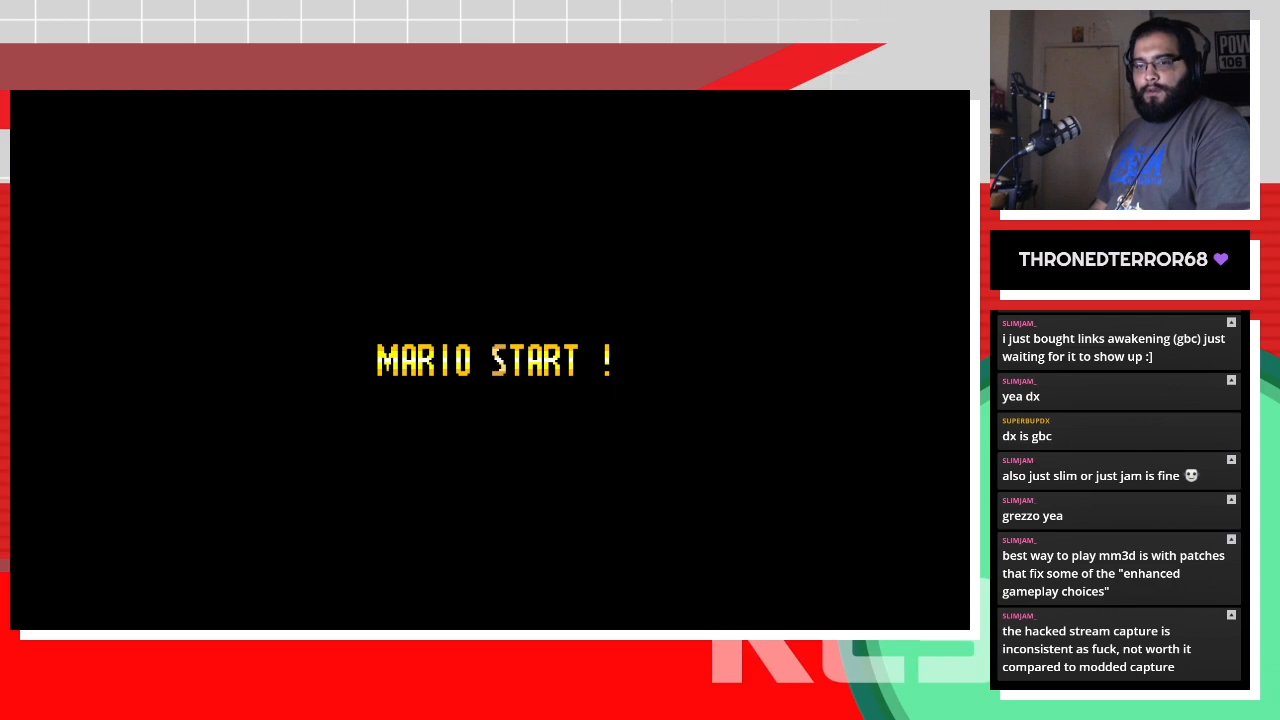 POW
106
MARIO START !
THRONEDTERROR68 💜
SLIMJAM_
i just bought links awakening (gbc) just
waiting for it to show up :]
SLIMJAM_
yea dx
SUPERBUPDX
dx is gbc
SLIMJAM_
also just slim or just jam is fine
SLIMJAM_
grezzo yea
SLIMJAM_
best way to play mm3d is with patches
that fix some of the "enhanced
gameplay choices"
SLIMJAM_
the hacked stream capture is
inconsistent as fuck, not worth it
compared to modded capture